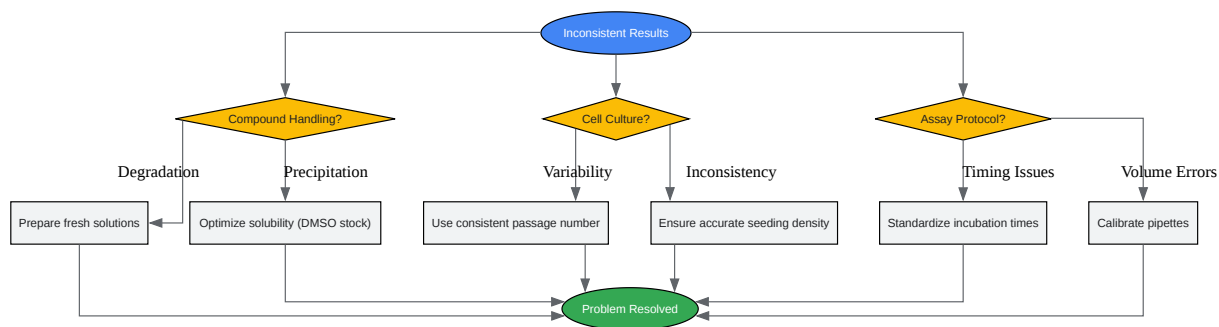 Inconsistent Results
Compound Handling?
Cell Culture?
Assay Protocol?
Degradation
Precipitation
Variability
Inconsistency
Timing Issues
Volume Errors
Prepare fresh solutions
Optimize solubility (DMSO stock)
Use consistent passage number
Ensure accurate seeding density
Standardize incubation times
Calibrate pipettes
Problem Resolved